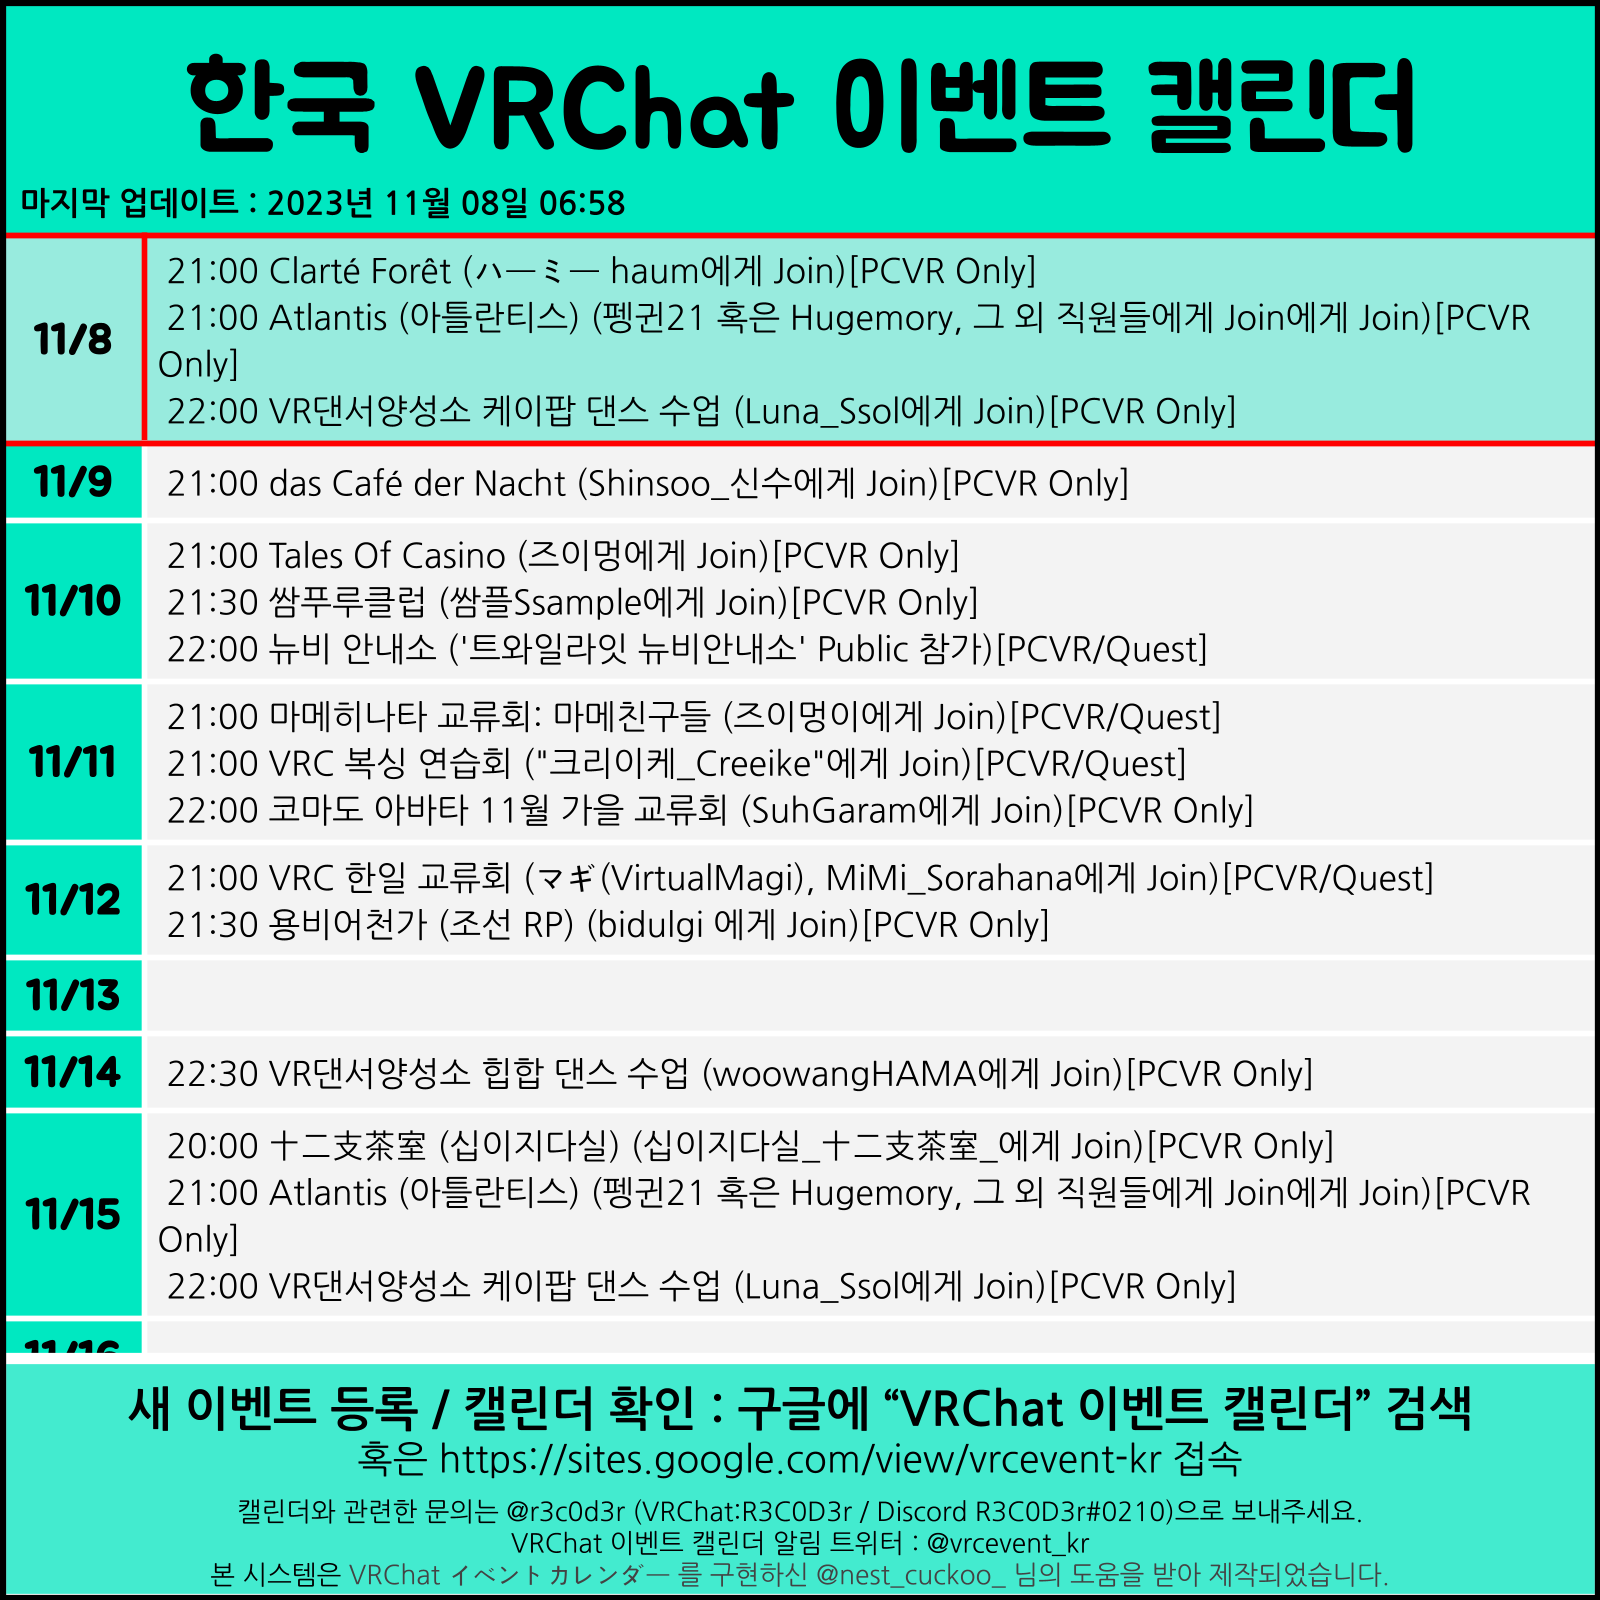 한국 VRChat 이벤트 캘린더
마지막 업데이트 : 2023년 11월 08일 06:58
11/8
21:00 Clarté Forêt (ハーミー haum에게 Join)[PCVR Only]
21:00 Atlantis (아틀란티스) (펭귄21 혹은 Hugemory, 그 외 직원들에게 Join에게 Join)[PCVR
Only]
22:00 VR댄서양성소 케이팝 댄스 수업 (Luna_Ssol에게 Join)[PCVR Only]
11/9
21:00 das Café der Nacht (Shinsoo_신수에게 Join)[PCVR Only]
11/10
21:00 Tales Of Casino (즈이멍에게 Join)[PCVR Only]
21:30 쌈푸루클럽 (쌈플Ssample에게 Join)[PCVR Only]
22:00 뉴비 안내소 ('트와일라잇 뉴비안내소' Public 참가)[PCVR/Quest]
11/11
21:00 마메히나타 교류회: 마메친구들 (즈이멍이에게 Join)[PCVR/Quest]
21:00 VRC 복싱 연습회 ("크리이케_Creeike"에게 Join)[PCVR/Quest]
22:00 코마도 아바타 11월 가을 교류회 (SuhGaram에게 Join)[PCVR Only]
11/12
21:00 VRC 한일 교류회 (マギ(VirtualMagi), MiMi_Sorahana에게 Join)[PCVR/Quest]
21:30 용비어천가 (조선 RP) (bidulgi 에게 Join)[PCVR Only]
11/13
11/14
22:30 VR댄서양성소 힙합 댄스 수업 (woowangHAMA에게 Join)[PCVR Only]
11/15
20:00 十二支茶室 (십이지다실) (십이지다실_十二支茶室_에게 Join)[PCVR Only]
21:00 Atlantis (아틀란티스) (펭귄21 혹은 Hugemory, 그 외 직원들에게 Join에게 Join)[PCVR
Only]
22:00 VR댄서양성소 케이팝 댄스 수업 (Luna_Ssol에게 Join)[PCVR Only]
11/16
새 이벤트 등록 / 캘린더 확인 : 구글에 “VRChat 이벤트 캘린더” 검색
혹은 https://sites.google.com/view/vrcevent-kr 접속
캘린더와 관련한 문의는 @r3c0d3r (VRChat:R3C0D3r / Discord R3C0D3r#0210)으로 보내주세요.
VRChat 이벤트 캘린더 알림 트위터 : @vrcevent_kr
본 시스템은 VRChat イベントカレンダー 를 구현하신 @nest_cuckoo_ 님의 도움을 받아 제작되었습니다.